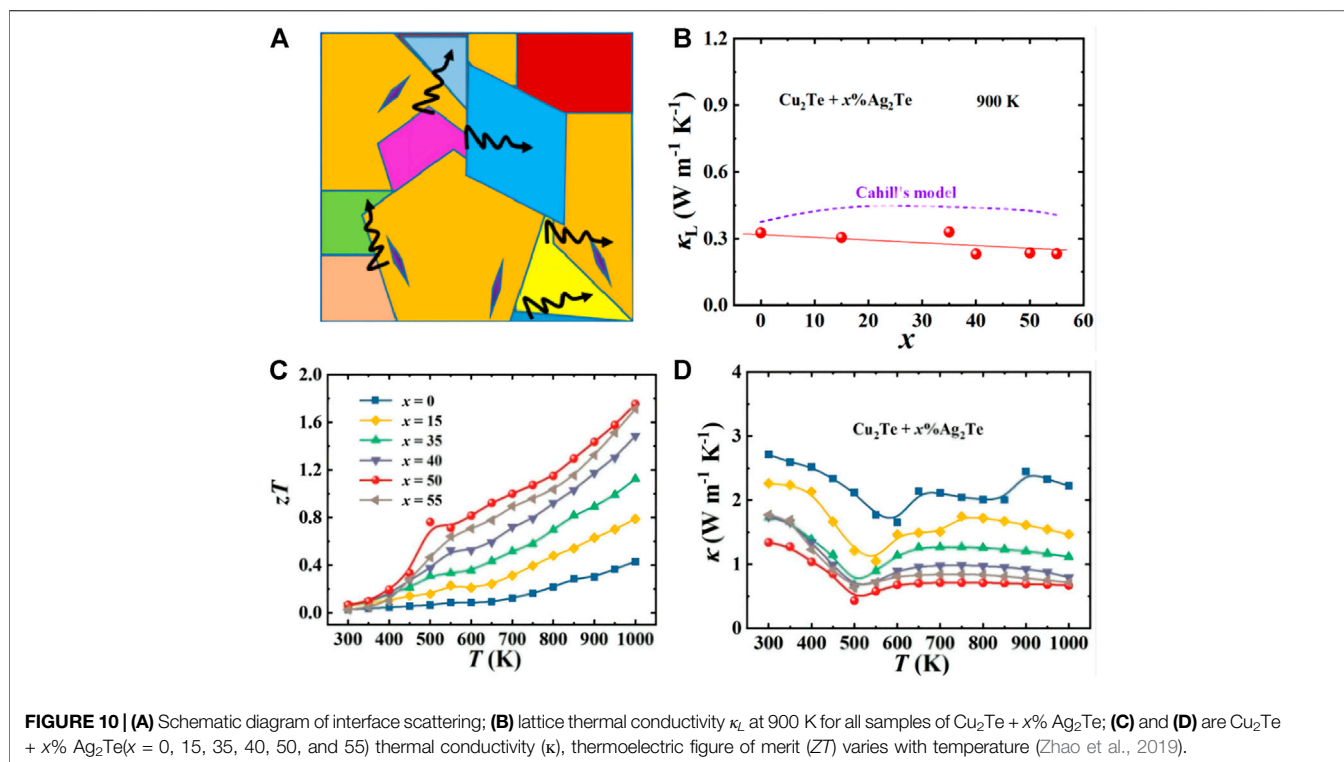 A
B
1.2
0.9
0.6
0.3
0.0
κL (W m-1 K-1)
Cu2Te + x%Ag2Te
900 K
Cahill's model
0 10 20 30 40 50 60
x
C
2.0
1.6
1.2
0.8
0.4
0.0
zT
x = 0
x = 15
x = 35
x = 40
x = 50
x = 55
300 400 500 600 700 800 900 1000
T (K)
D
4
3
2
1
0
κ (W m-1 K-1)
Cu2Te + x%Ag2Te
300 400 500 600 700 800 900 1000
T (K)
FIGURE 10 | (A) Schematic diagram of interface scattering; (B) lattice thermal conductivity κL at 900 K for all samples of Cu2Te + x% Ag2Te; (C) and (D) are Cu2Te
+ x% Ag2Te(x = 0, 15, 35, 40, 50, and 55) thermal conductivity (κ), thermoelectric figure of merit (ZT) varies with temperature (Zhao et al., 2019).